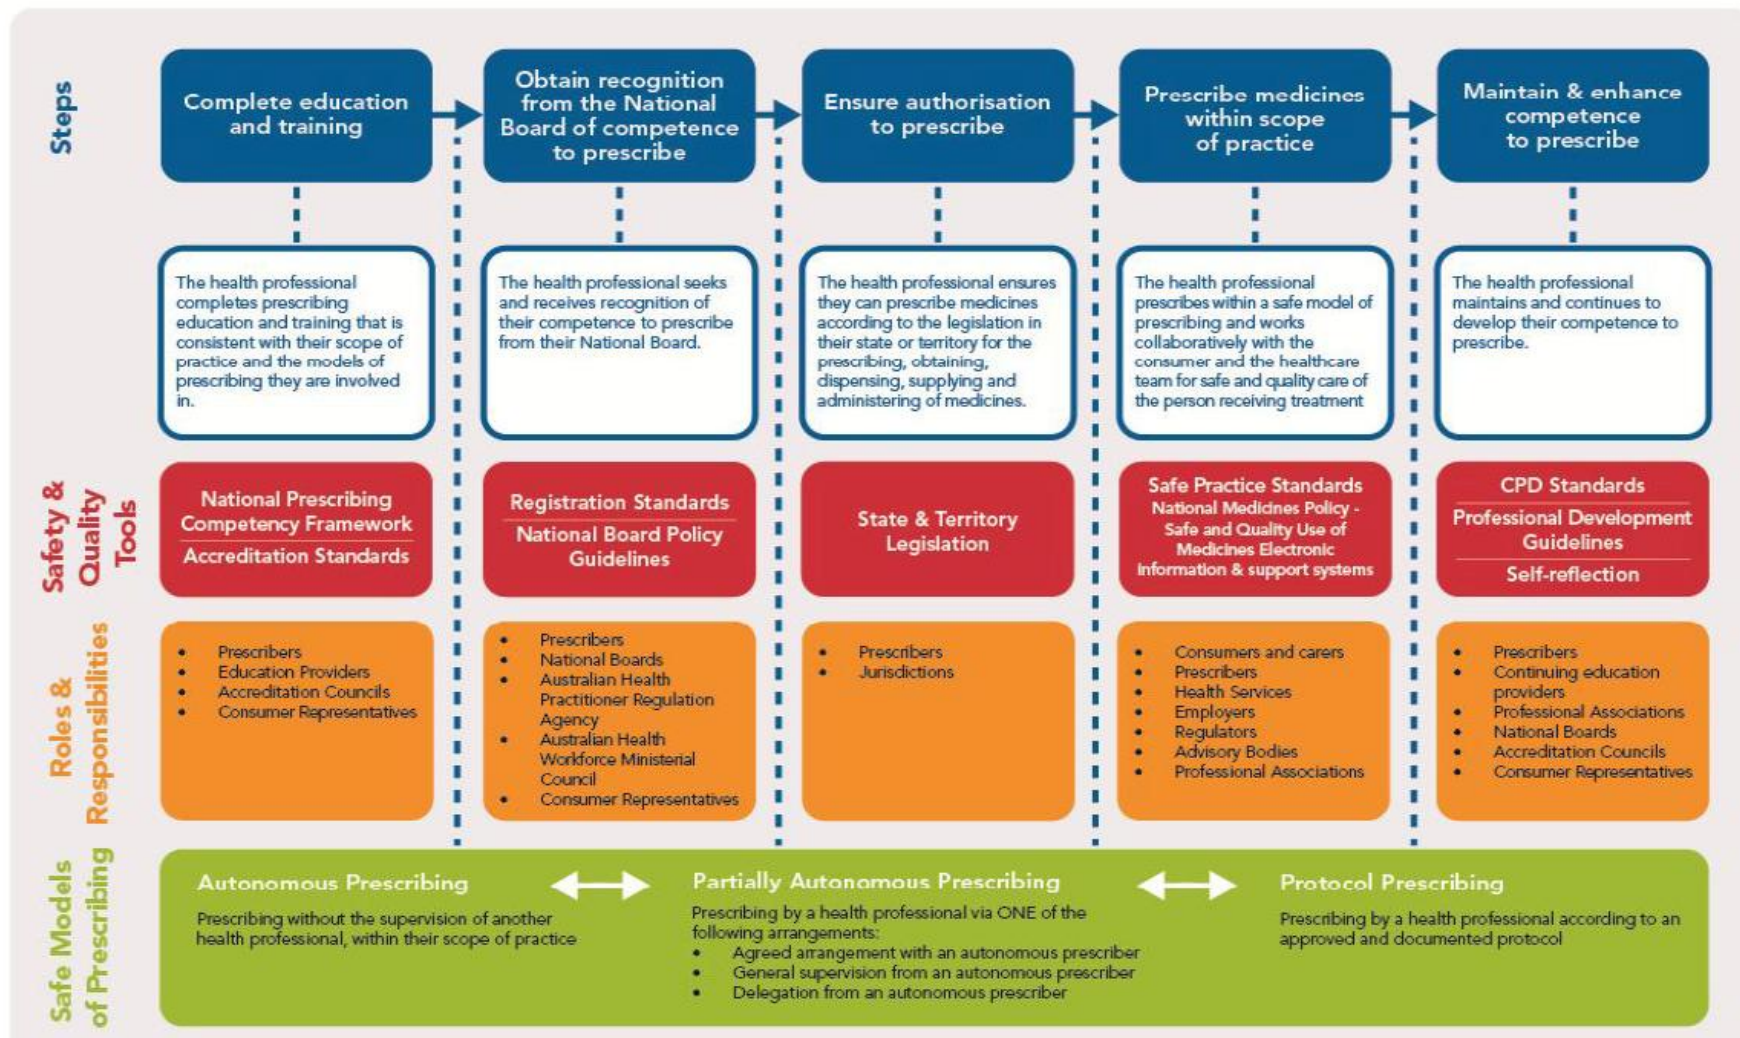 Steps
Complete education
and training
Obtain recognition
from the National
Board of competence
to prescribe
Ensure authorisation
to prescribe
Prescribe medicines
within scope
of practice
Maintain & enhance
competence
to prescribe
The health professional
completes prescribing
education and training that is
consistent with their scope of
practice and the models of
prescribing they are involved
in.
The health professional seeks
and receives recognition of
their competence to prescribe
from their National Board.
The health professional ensures
they can prescribe medicines
according to the legislation in
their state or territory for the
prescribing, obtaining,
dispensing, supplying and
administering of medicines.
The health professional
prescribes within a safe model of
prescribing and works
collaboratively with the
consumer and the healthcare
team for safe and quality care of
the person receiving treatment
The health professional
maintains and continues to
develop their competence to
prescribe.
Safety &
Quality
Tools
National Prescribing
Competency Framework
Accreditation Standards
Registration Standards
National Board Policy
Guidelines
State & Territory
Legislation
Safe Practice Standards
National Medicines Policy -
Safe and Quality Use of
Medicines Electronic
Information & support systems
CPD Standards
Professional Development
Guidelines
Self-reflection
Roles &
Responsibilities
• Prescribers
• Education Providers
• Accreditation Councils
• Consumer Representatives
• Prescribers
• National Boards
• Australian Health
Practitioner Regulation
Agency
• Australian Health
Workforce Ministerial
Council
• Consumer Representatives
• Prescribers
• Jurisdictions
• Consumers and carers
• Prescribers
• Health Services
• Employers
• Regulators
• Advisory Bodies
• Professional Associations
• Prescribers
• Continuing education
providers
• Professional Associations
• National Boards
• Accreditation Councils
• Consumer Representatives
Safe Models
of Prescribing
Autonomous Prescribing
Prescribing without the supervision of another
health professional, within their scope of practice
Partially Autonomous Prescribing
Prescribing by a health professional via ONE of the
following arrangements:
• Agreed arrangement with an autonomous prescriber
• General supervision from an autonomous prescriber
• Delegation from an autonomous prescriber
Protocol Prescribing
Prescribing by a health professional according to an
approved and documented protocol